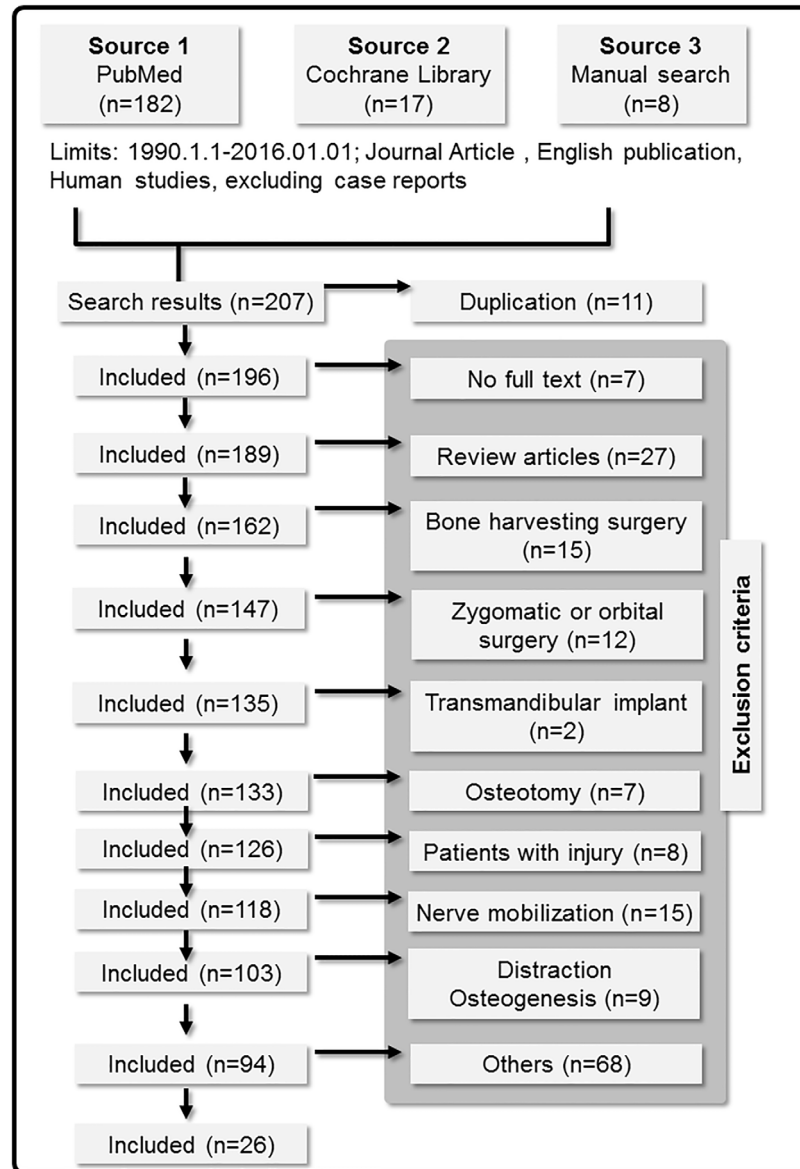 Source 1
PubMed
(n=182)
Source 2
Cochrane Library
(n=17)
Source 3
Manual search
(n=8)
Limits: 1990.1.1-2016.01.01; Journal Article , English publication,
Human studies, excluding case reports
Search results (n=207)
Duplication (n=11)
Included (n=196)
No full text (n=7)
Included (n=189)
Review articles (n=27)
Included (n=162)
Bone harvesting surgery
(n=15)
Included (n=147)
Zygomatic or orbital
surgery (n=12)
Included (n=135)
Transmandibular implant
(n=2)
Included (n=133)
Osteotomy (n=7)
Included (n=126)
Patients with injury (n=8)
Included (n=118)
Nerve mobilization (n=15)
Included (n=103)
Distraction
Osteogenesis (n=9)
Included (n=94)
Others (n=68)
Included (n=26)
Exclusion criteria